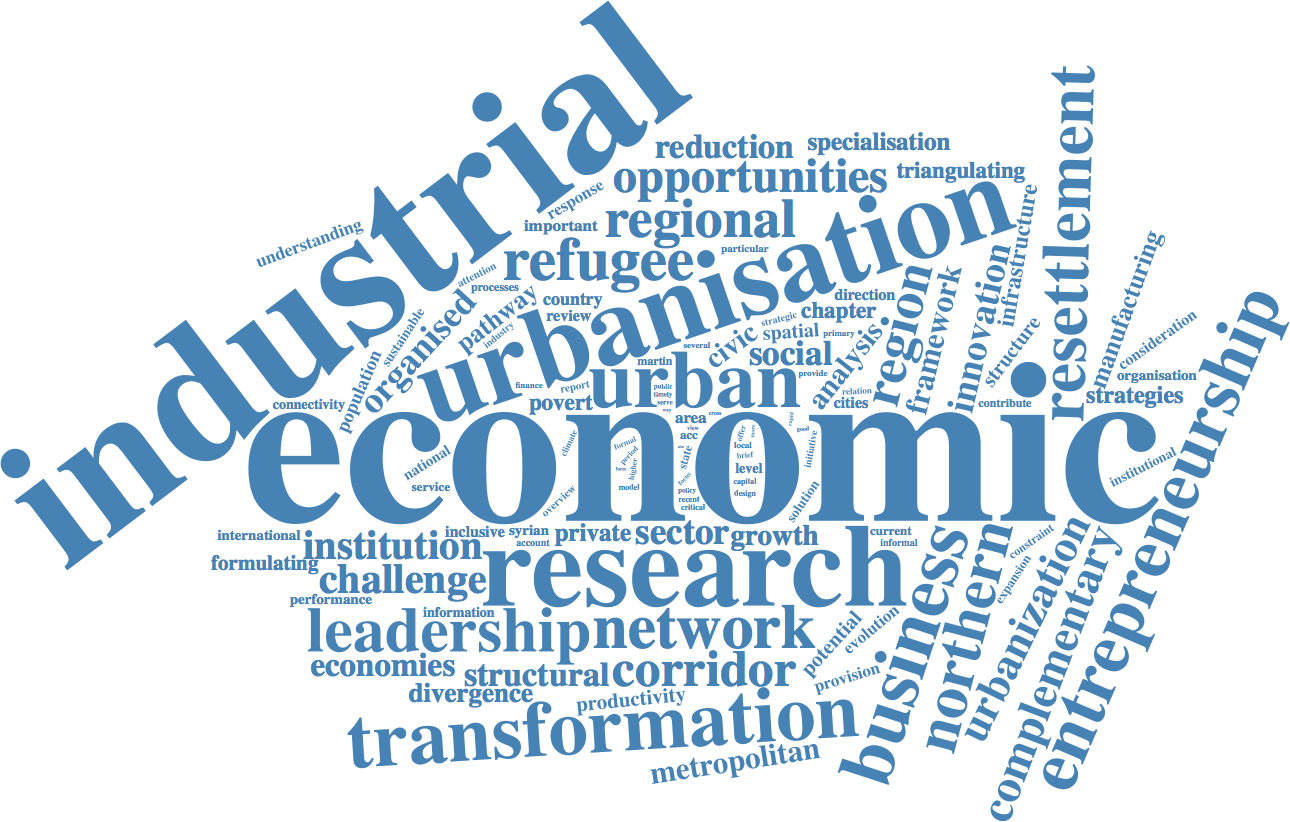 industrial
reduction
specialisation
opportunities
triangulating
response
important
regional
understanding
refugee
particular
urbanisation
resettlement
infrastructure
attention
processes
pathway
country
review
industry
organised
sustainable
population
connectivity
direction
chapter
strategic
spatial
primary
civic
several
social
martin
provide
region
framework
innovation
structure
manufacturing
consideration
organisation
strategies
contribute
entrepreneurship
analysis
relation
cities
finance
report
urban
povert
public
timely
serve
way
area
cross
view
acc
rapid
good
economic
national
service
climate
overview
formal
period
higher
form
model
state
focus
policy
recent
critical
offer
more
local
brief
level
capital
design
initiative
solution
institutional
international
inclusive
syrian
account
private
sector
growth
current
informal
formulating
institution
research
challenge
performance
information
leadership
network
business
northern
constraint
expansion
urbanization
complementary
potential
evolution
provision
economies
structural
corridor
divergence
productivity
transformation
metropolitan